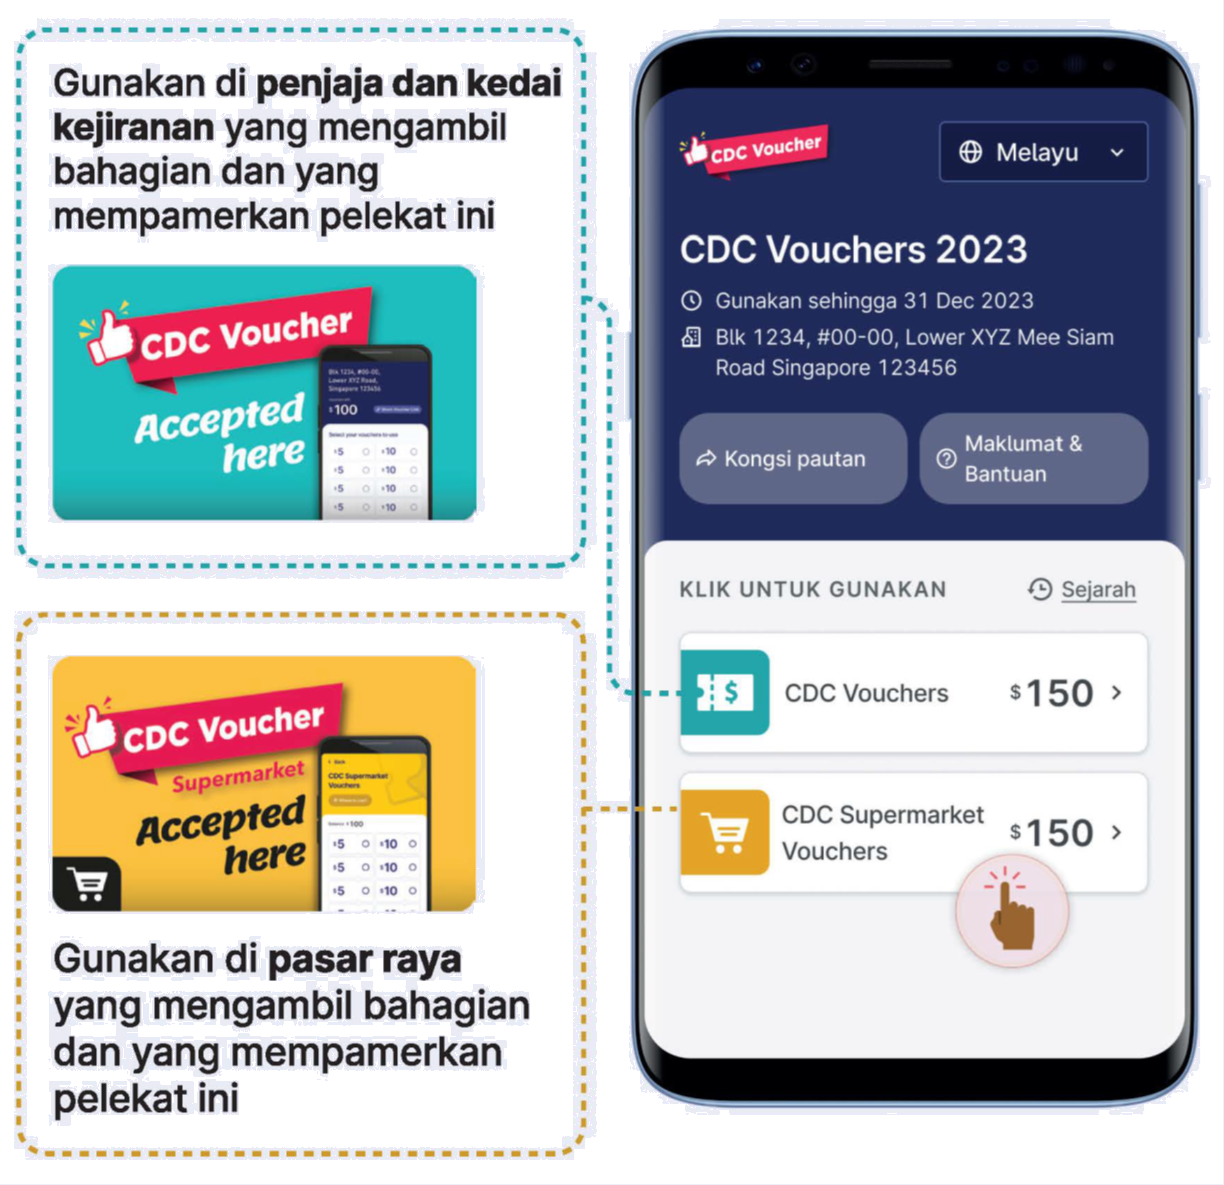 Gunakan di penjaja dan kedai
kejiranan yang mengambil
bahagian dan yang
mempamerkan pelekat ini
CDC Voucher
Accepted
here
Blk 1234, #00-00,
Lower XYZ Road,
Singapore 123456
$100
Select your vouchers to use
$5 $10
$5 $10
$5 $10
$5 $10
CDC Voucher
Supermarket
Accepted
here
Back
CDC Supermarket
Vouchers
$100
$5 $10
$5 $10
$5 $10
Gunakan di pasar raya
yang mengambil bahagian
dan yang mempamerkan
pelekat ini
CDC Voucher
Melayu
CDC Vouchers 2023
Gunakan sehingga 31 Dec 2023
Blk 1234, #00-00, Lower XYZ Mee Siam
Road Singapore 123456
Kongsi pautan
Maklumat &
Bantuan
KLIK UNTUK GUNAKAN
Sejarah
CDC Vouchers
$150
CDC Supermarket
Vouchers
$150